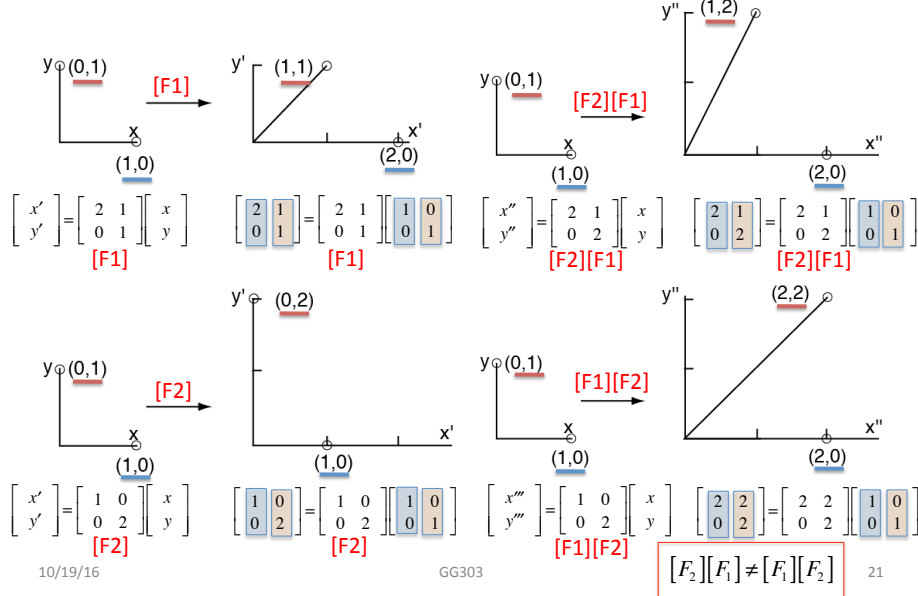 y (0,1)
[F1]
x
(1,0)
y'
(1,1)
x'
(2,0)
[x′ y′] = [2 1; 0 1] [x y]
[F1]
[2 1; 0 1] = [2 1; 0 1] [1 0; 0 1]
[F1]
y (0,1)
[F2][F1]
x
(1,0)
y"
(1,2)
x"
(2,0)
[x″ y″] = [2 1; 0 2] [x y]
[F2][F1]
[2 1; 0 2] = [2 1; 0 2] [1 0; 0 1]
[F2][F1]
y (0,1)
[F2]
x
(1,0)
y'
(0,2)
x'
(1,0)
[x′ y′] = [1 0; 0 2] [x y]
[F2]
[1 0; 0 2] = [1 0; 0 2] [1 0; 0 1]
[F2]
y (0,1)
[F1][F2]
x
(1,0)
y"
(2,2)
x"
(2,0)
[x‴ y‴] = [1 0; 0 2] [x y]
[F1][F2]
[2 2; 0 2] = [2 2; 0 2] [1 0; 0 1]
[F₂][F₁]≠[F₁][F₂]
10/19/16
GG303
21